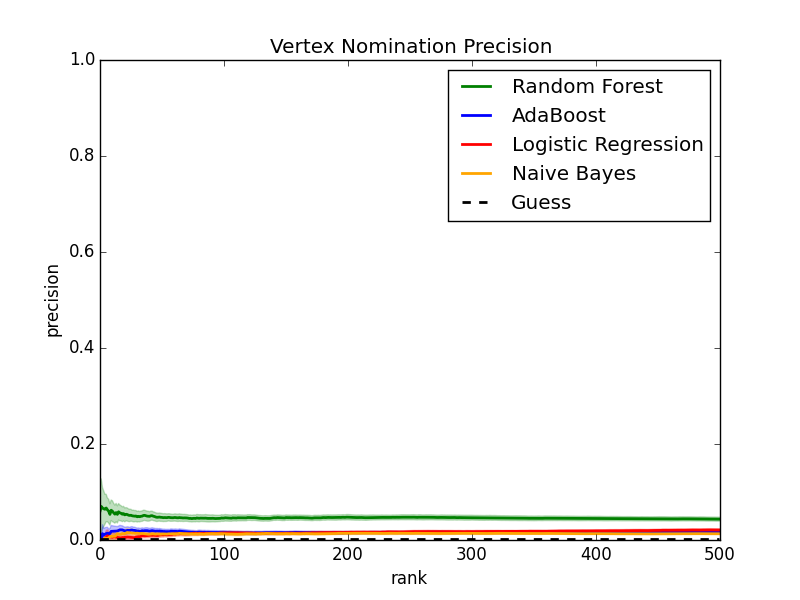 Vertex Nomination Precision
1.0
0.8
0.6
0.4
0.2
0.0
precision
Random Forest
AdaBoost
Logistic Regression
Naive Bayes
Guess
0 100 200 300 400 500
rank